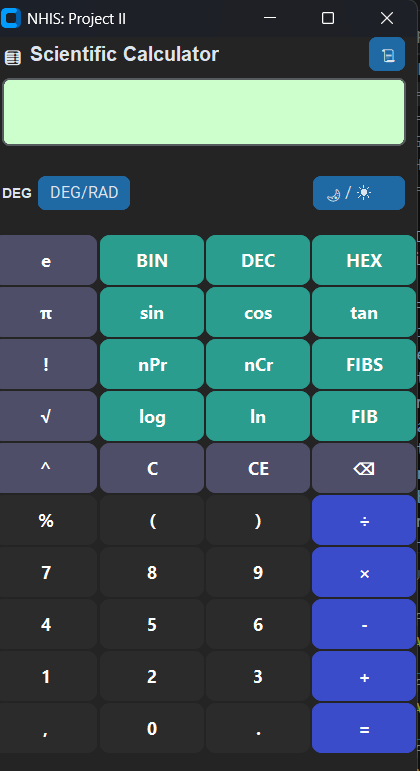 NHIS: Project II
Scientific Calculator
DEG DEG/RAD /
e BIN DEC HEX
π sin cos tan
! nPr nCr FIBS
√ log ln FIB
^ C CE ⌫
% ( ) ÷
7 8 9 ×
4 5 6 -
1 2 3 +
, 0 . =